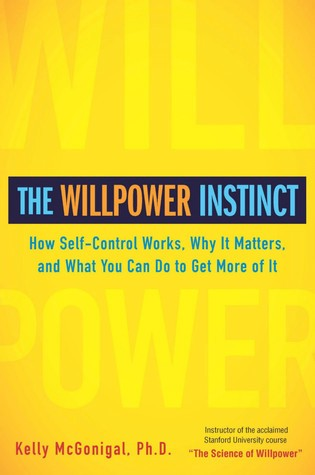 WILL
THE WILLPOWER INSTINCT
How Self-Control Works, Why It Matters,
and What You Can Do to Get More of It
POWER
Kelly McGonigal, Ph.D.
Instructor of the acclaimed
Stanford University course
"The Science of Willpower"